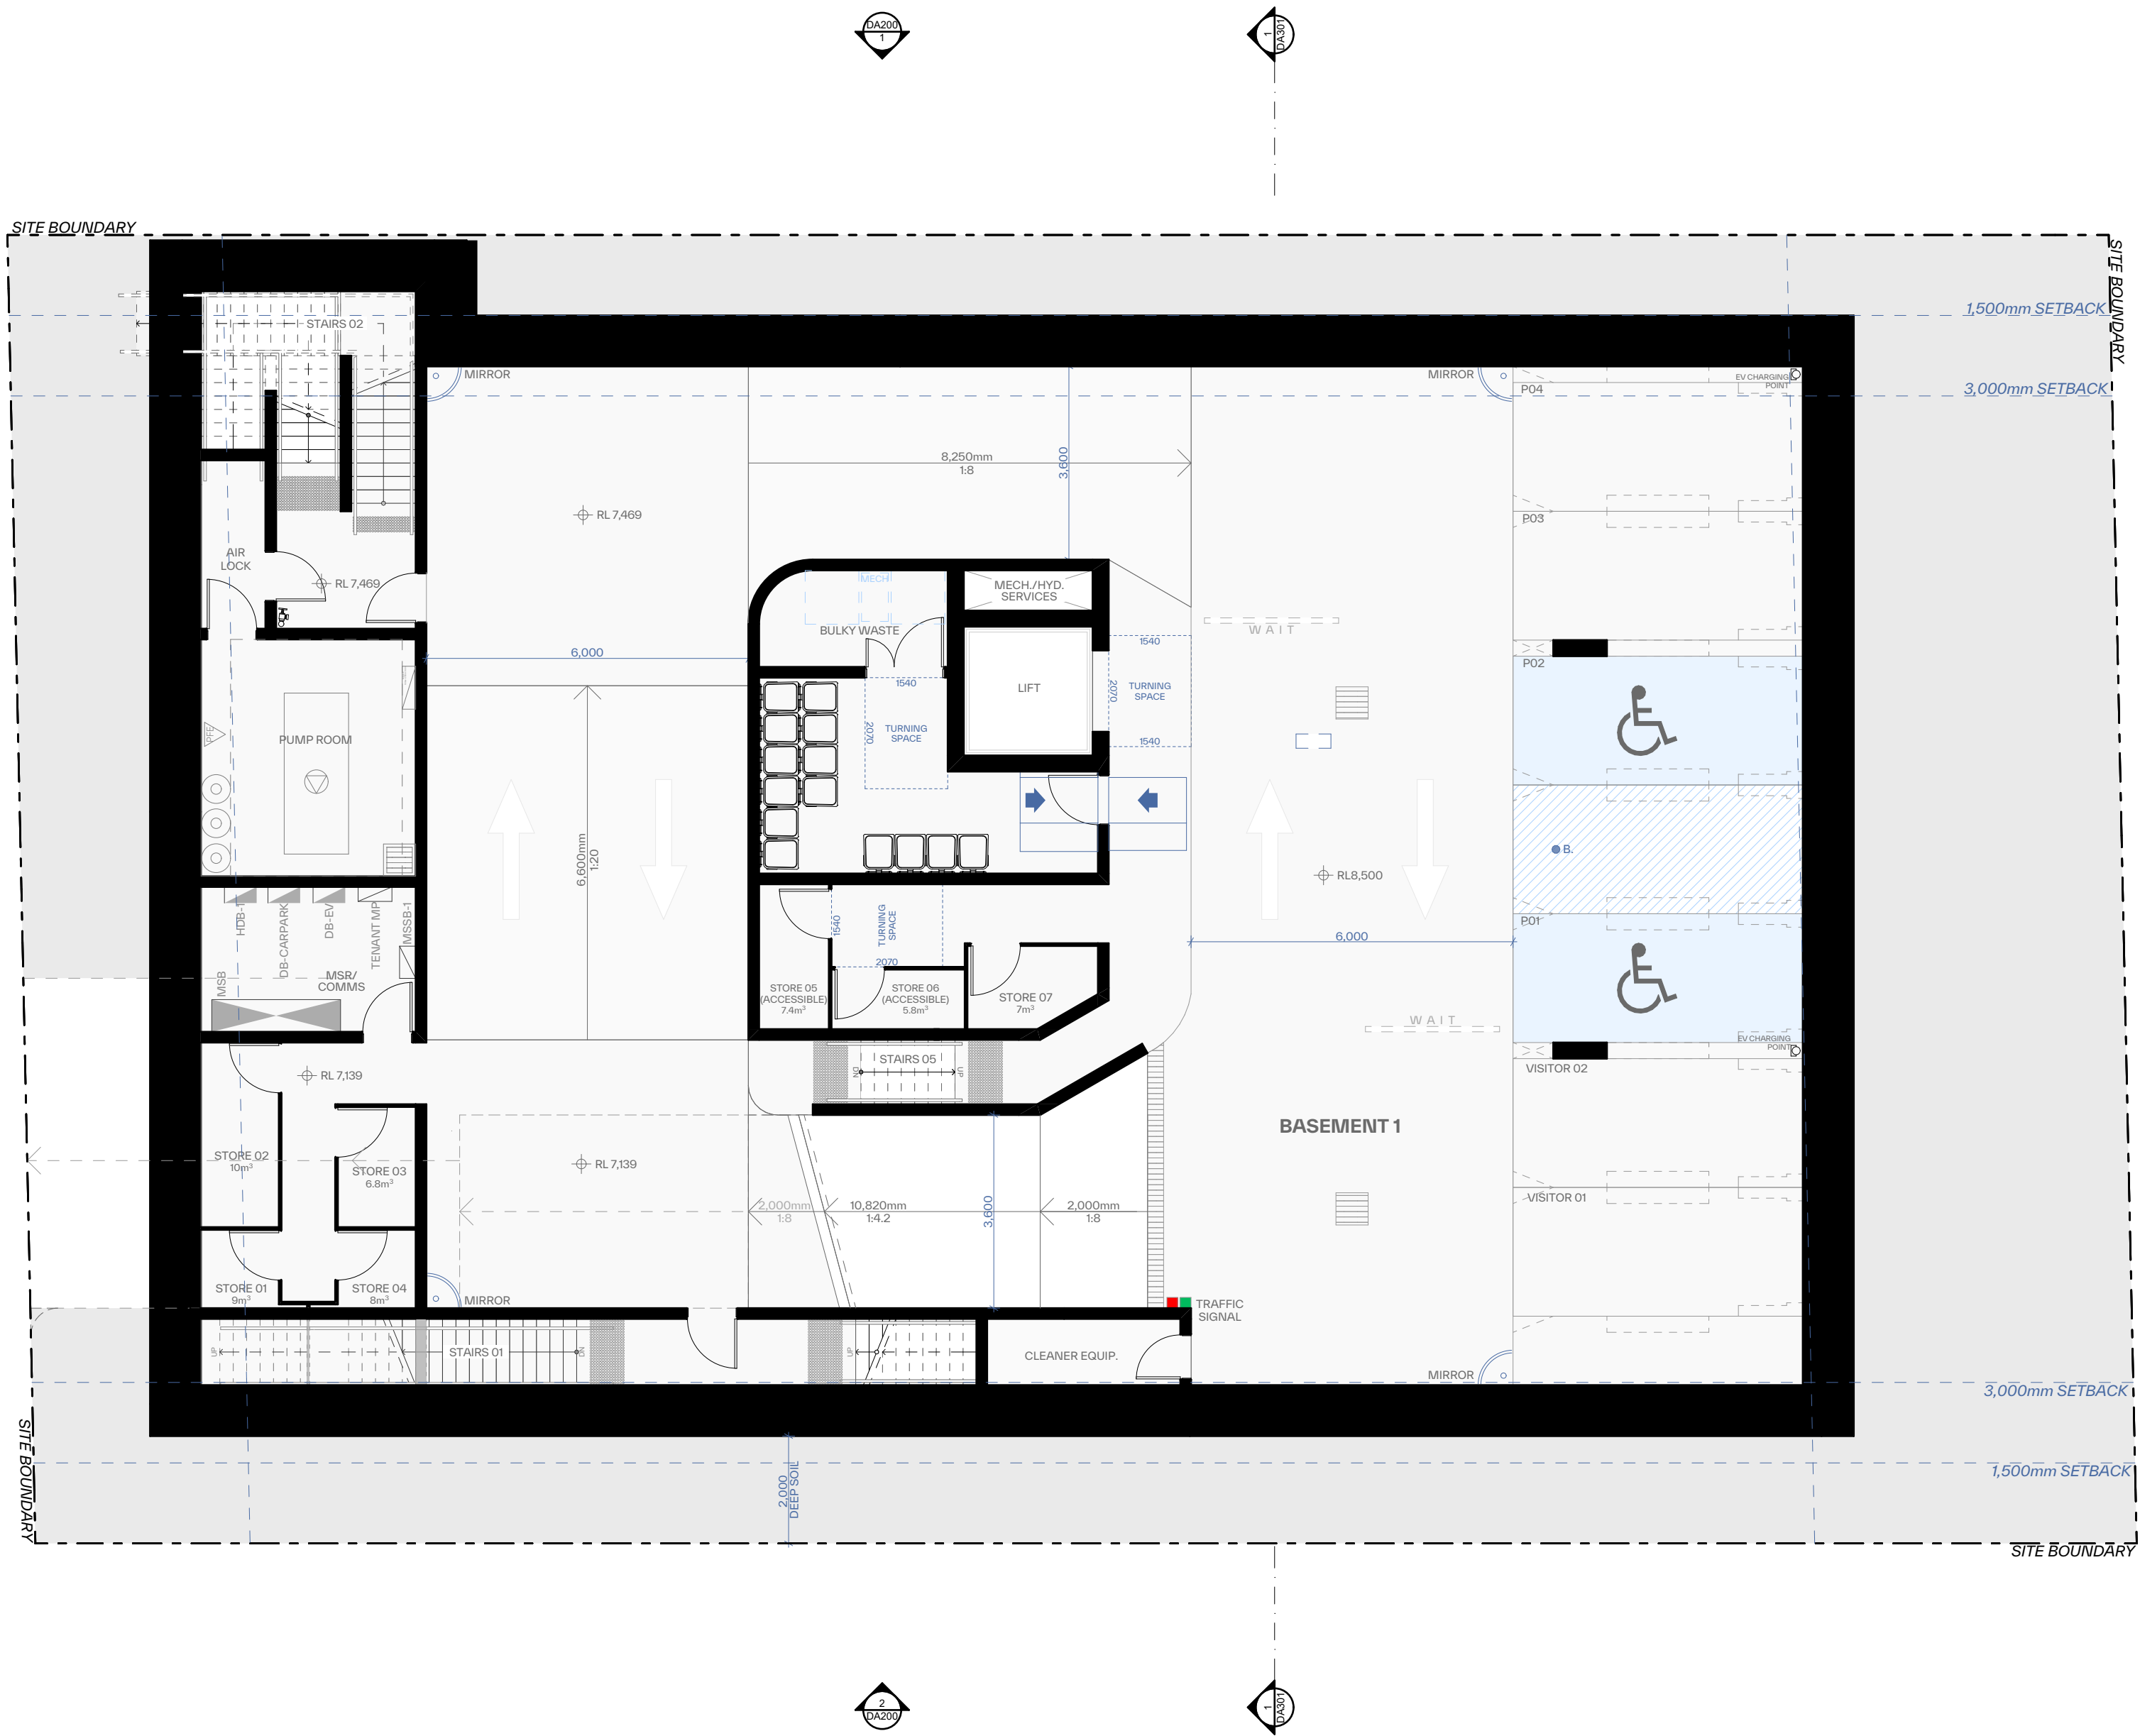 DA200
1
1
DA301
SITE BOUNDARY
SITE BOUNDARY
1,500mm SETBACK
3,000mm SETBACK
STAIRS 02
MIRROR
MIRROR
P04
EV CHARGING
POINT
8,250mm
1:8
3,600
RL 7,469
P03
AIR
LOCK
RL 7,469
MECH
MECH./HYD.
SERVICES
BULKY WASTE
WAIT
1540
6,000
P02
LIFT
1540
2070
TURNING
SPACE
2070
TURNING
SPACE
1540
PFE
PUMP ROOM
6,600mm
1:20
B.
RL8,500
HDB-1
DB-CARPARK
DB-EV
TENANT MP
MSSB-1
MSB
MSR/
COMMS
1540
TURNING
SPACE
2070
P01
6,000
STORE 05
(ACCESSIBLE)
7.4m³
STORE 06
(ACCESSIBLE)
5.8m³
STORE 07
7m³
WAIT
EV CHARGING
POINT
STAIRS 05
DN
UP
VISITOR 02
RL 7,139
BASEMENT 1
STORE 02
10m³
STORE 03
6.8m³
RL 7,139
VISITOR 01
2,000mm
1:8
10,820mm
1:4.2
3,600
2,000mm
1:8
STORE 01
9m³
STORE 04
8m³
MIRROR
TRAFFIC
SIGNAL
UP
STAIRS 01
DN
UP
CLEANER EQUIP.
MIRROR
3,000mm SETBACK
SITE BOUNDARY
2,000
DEEP SOIL
1,500mm SETBACK
SITE BOUNDARY
2
DA200
1
DA301